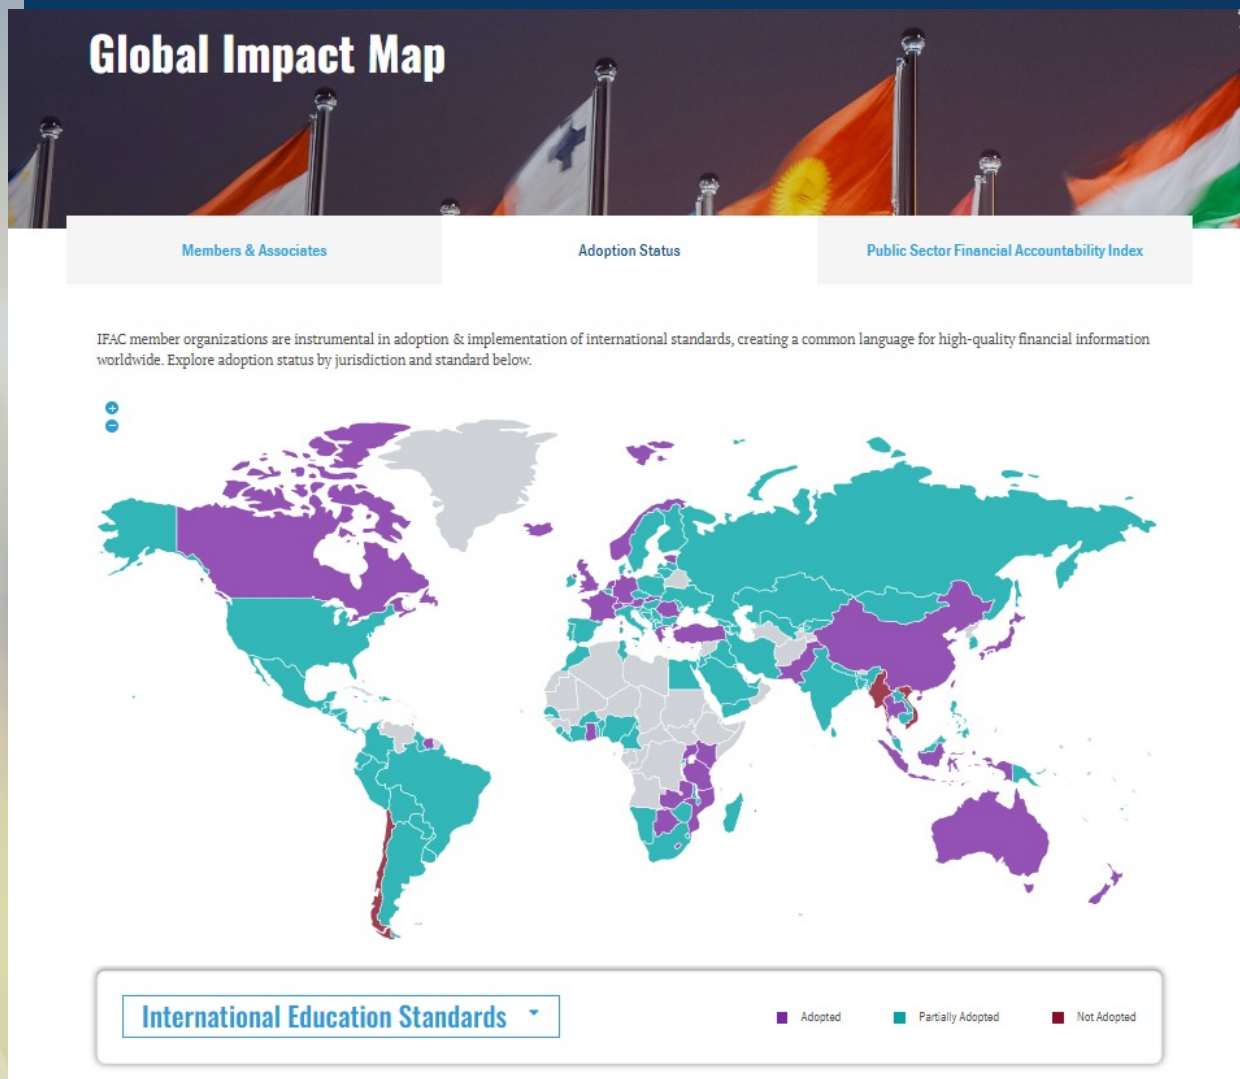 Global Impact Map
Members & Associates
Adoption Status
Public Sector Financial Accountability Index
IFAC member organizations are instrumental in adoption & implementation of international standards, creating a common language for high-quality financial information
worldwide. Explore adoption status by jurisdiction and standard below.
International Education Standards
Adopted
Partially Adopted
Not Adopted